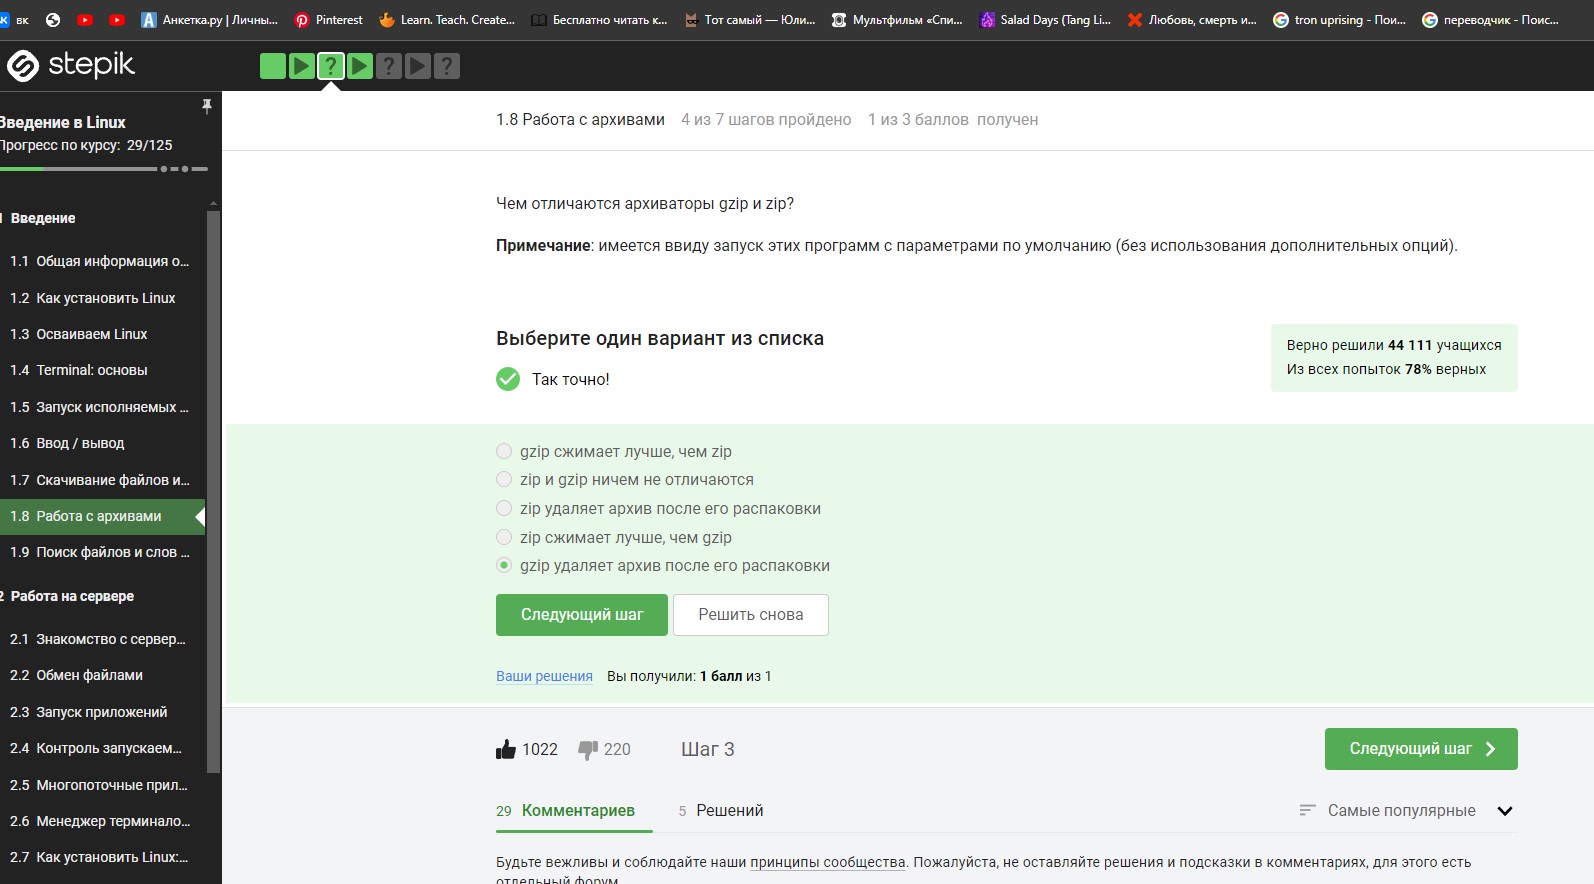 вк
Анкетка.ру | Личны...
Pinterest
Learn. Teach. Create...
Бесплатно читать к...
Тот самый — Юли...
Мультфильм «Спи...
Salad Days (Tang Li...
Любовь, смерть и...
tron uprising - Пои...
переводчик - Поис...
stepik
? ? ?
Введение в Linux
Прогресс по курсу: 29/125
Введение
1.1 Общая информация о...
1.2 Как установить Linux
1.3 Осваиваем Linux
1.4 Terminal: основы
1.5 Запуск исполняемых ...
1.6 Ввод / вывод
1.7 Скачивание файлов и...
1.8 Работа с архивами
1.9 Поиск файлов и слов ...
2 Работа на сервере
2.1 Знакомство с сервер...
2.2 Обмен файлами
2.3 Запуск приложений
2.4 Контроль запускаем...
2.5 Многопоточные прил...
2.6 Менеджер терминало...
2.7 Как установить Linux:...
1.8 Работа с архивами 4 из 7 шагов пройдено 1 из 3 баллов получен
Чем отличаются архиваторы gzip и zip?
Примечание: имеется ввиду запуск этих программ с параметрами по умолчанию (без использования дополнительных опций).
Выберите один вариант из списка
Так точно!
Верно решили 44 111 учащихся
Из всех попыток 78% верных
gzip сжимает лучше, чем zip
zip и gzip ничем не отличаются
zip удаляет архив после его распаковки
zip сжимает лучше, чем gzip
gzip удаляет архив после его распаковки
Следующий шаг
Решить снова
Ваши решения Вы получили: 1 балл из 1
1022 220 Шаг 3
Следующий шаг
29 Комментариев
5 Решений
Самые популярные
Будьте вежливы и соблюдайте наши принципы сообщества. Пожалуйста, не оставляйте решения и подсказки в комментариях, для этого есть
отдельный форум.